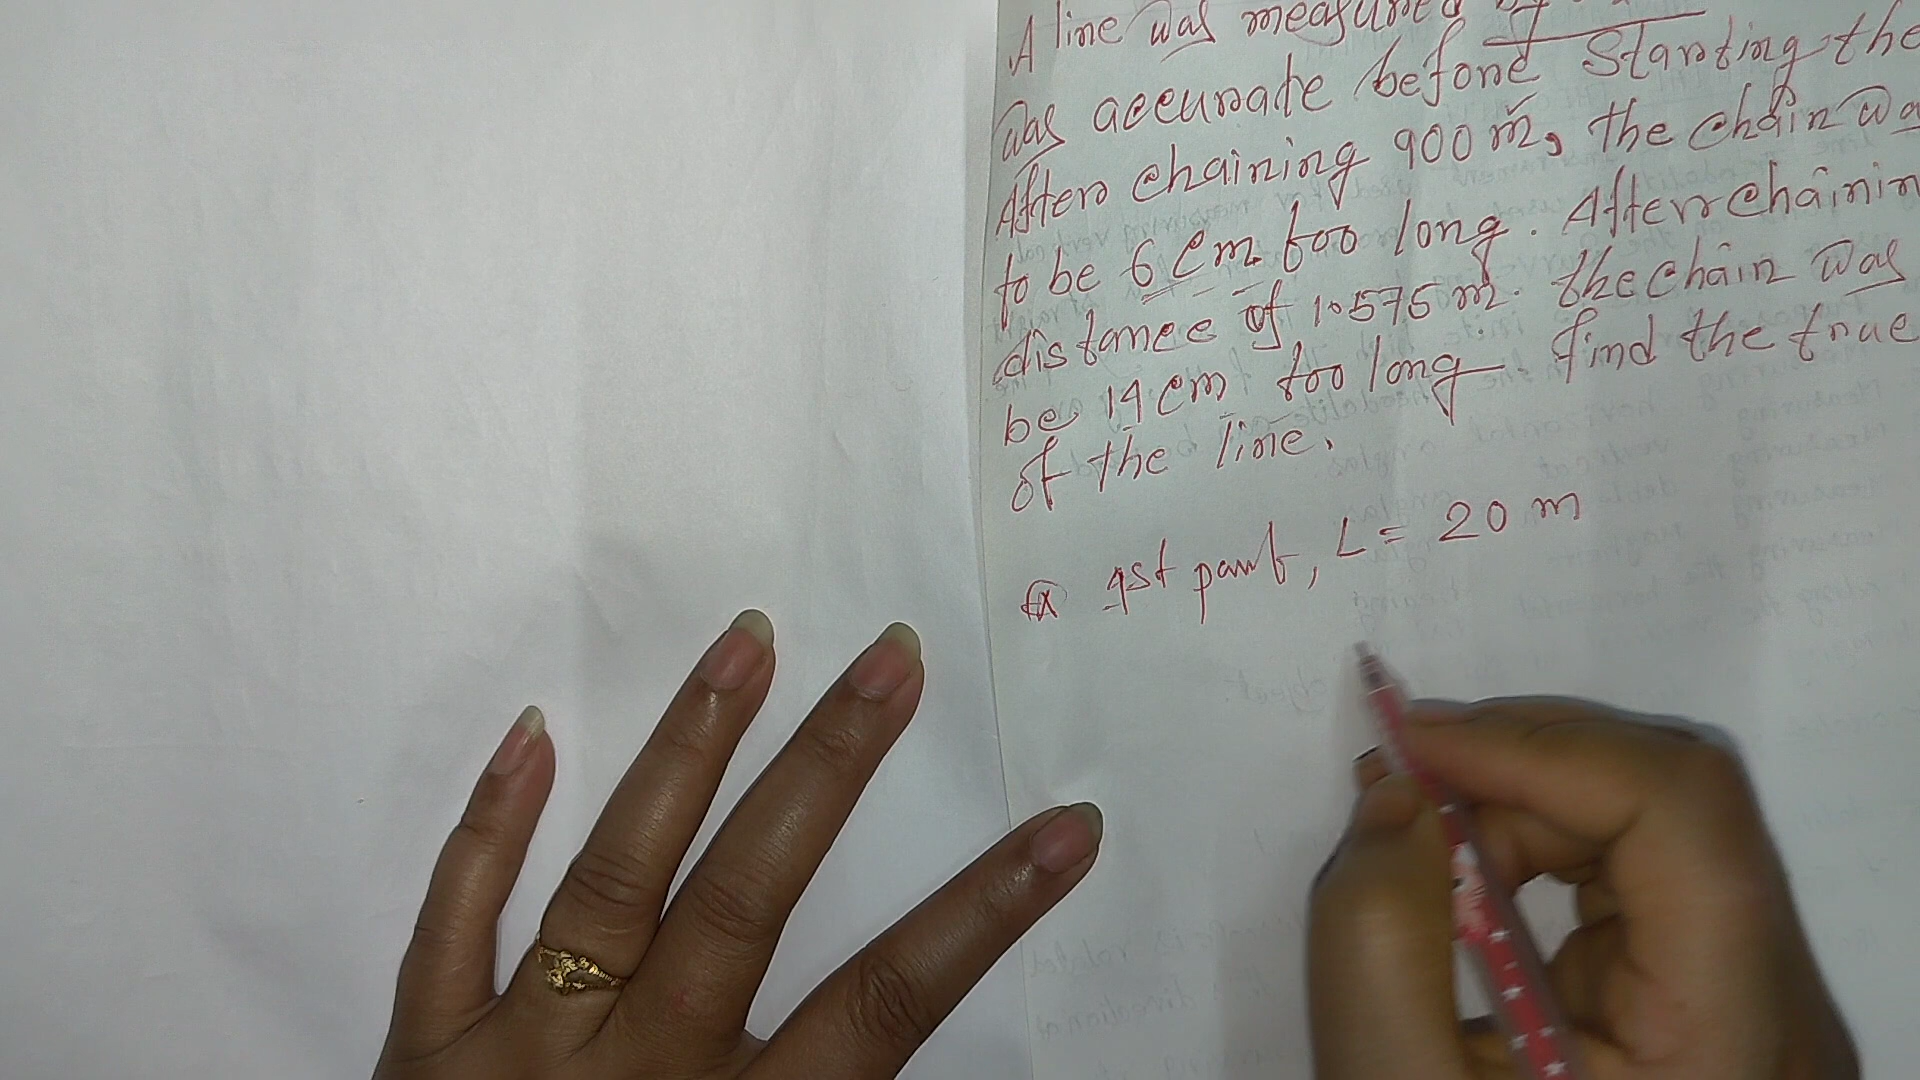 A line was measured by
was accurate before starting the
After chaining 900 m, the chain wa
to be 6 cm too long. After chainin
distance of 1.575 m. the chain was
be 14 cm too long. find the true
of the line.
1st part, L = 20 m